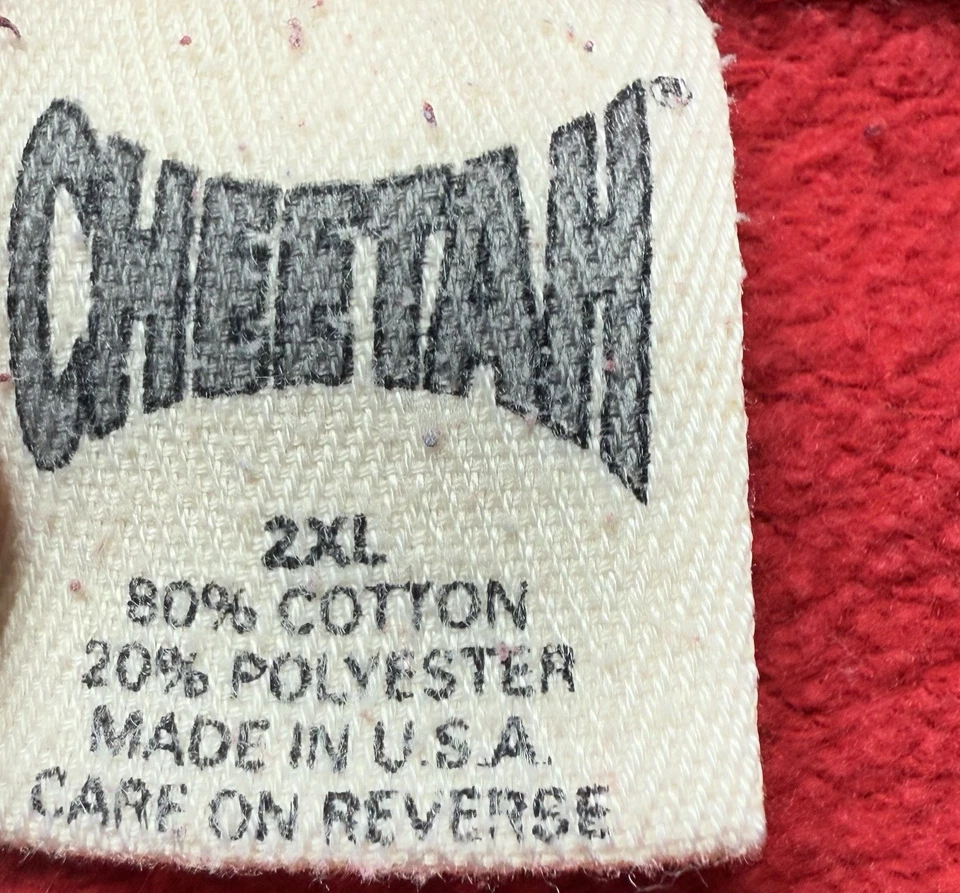 CHEETAH®
2XL
80% COTTON
20% POLYESTER
MADE IN U.S.A.
CARE ON REVERSE